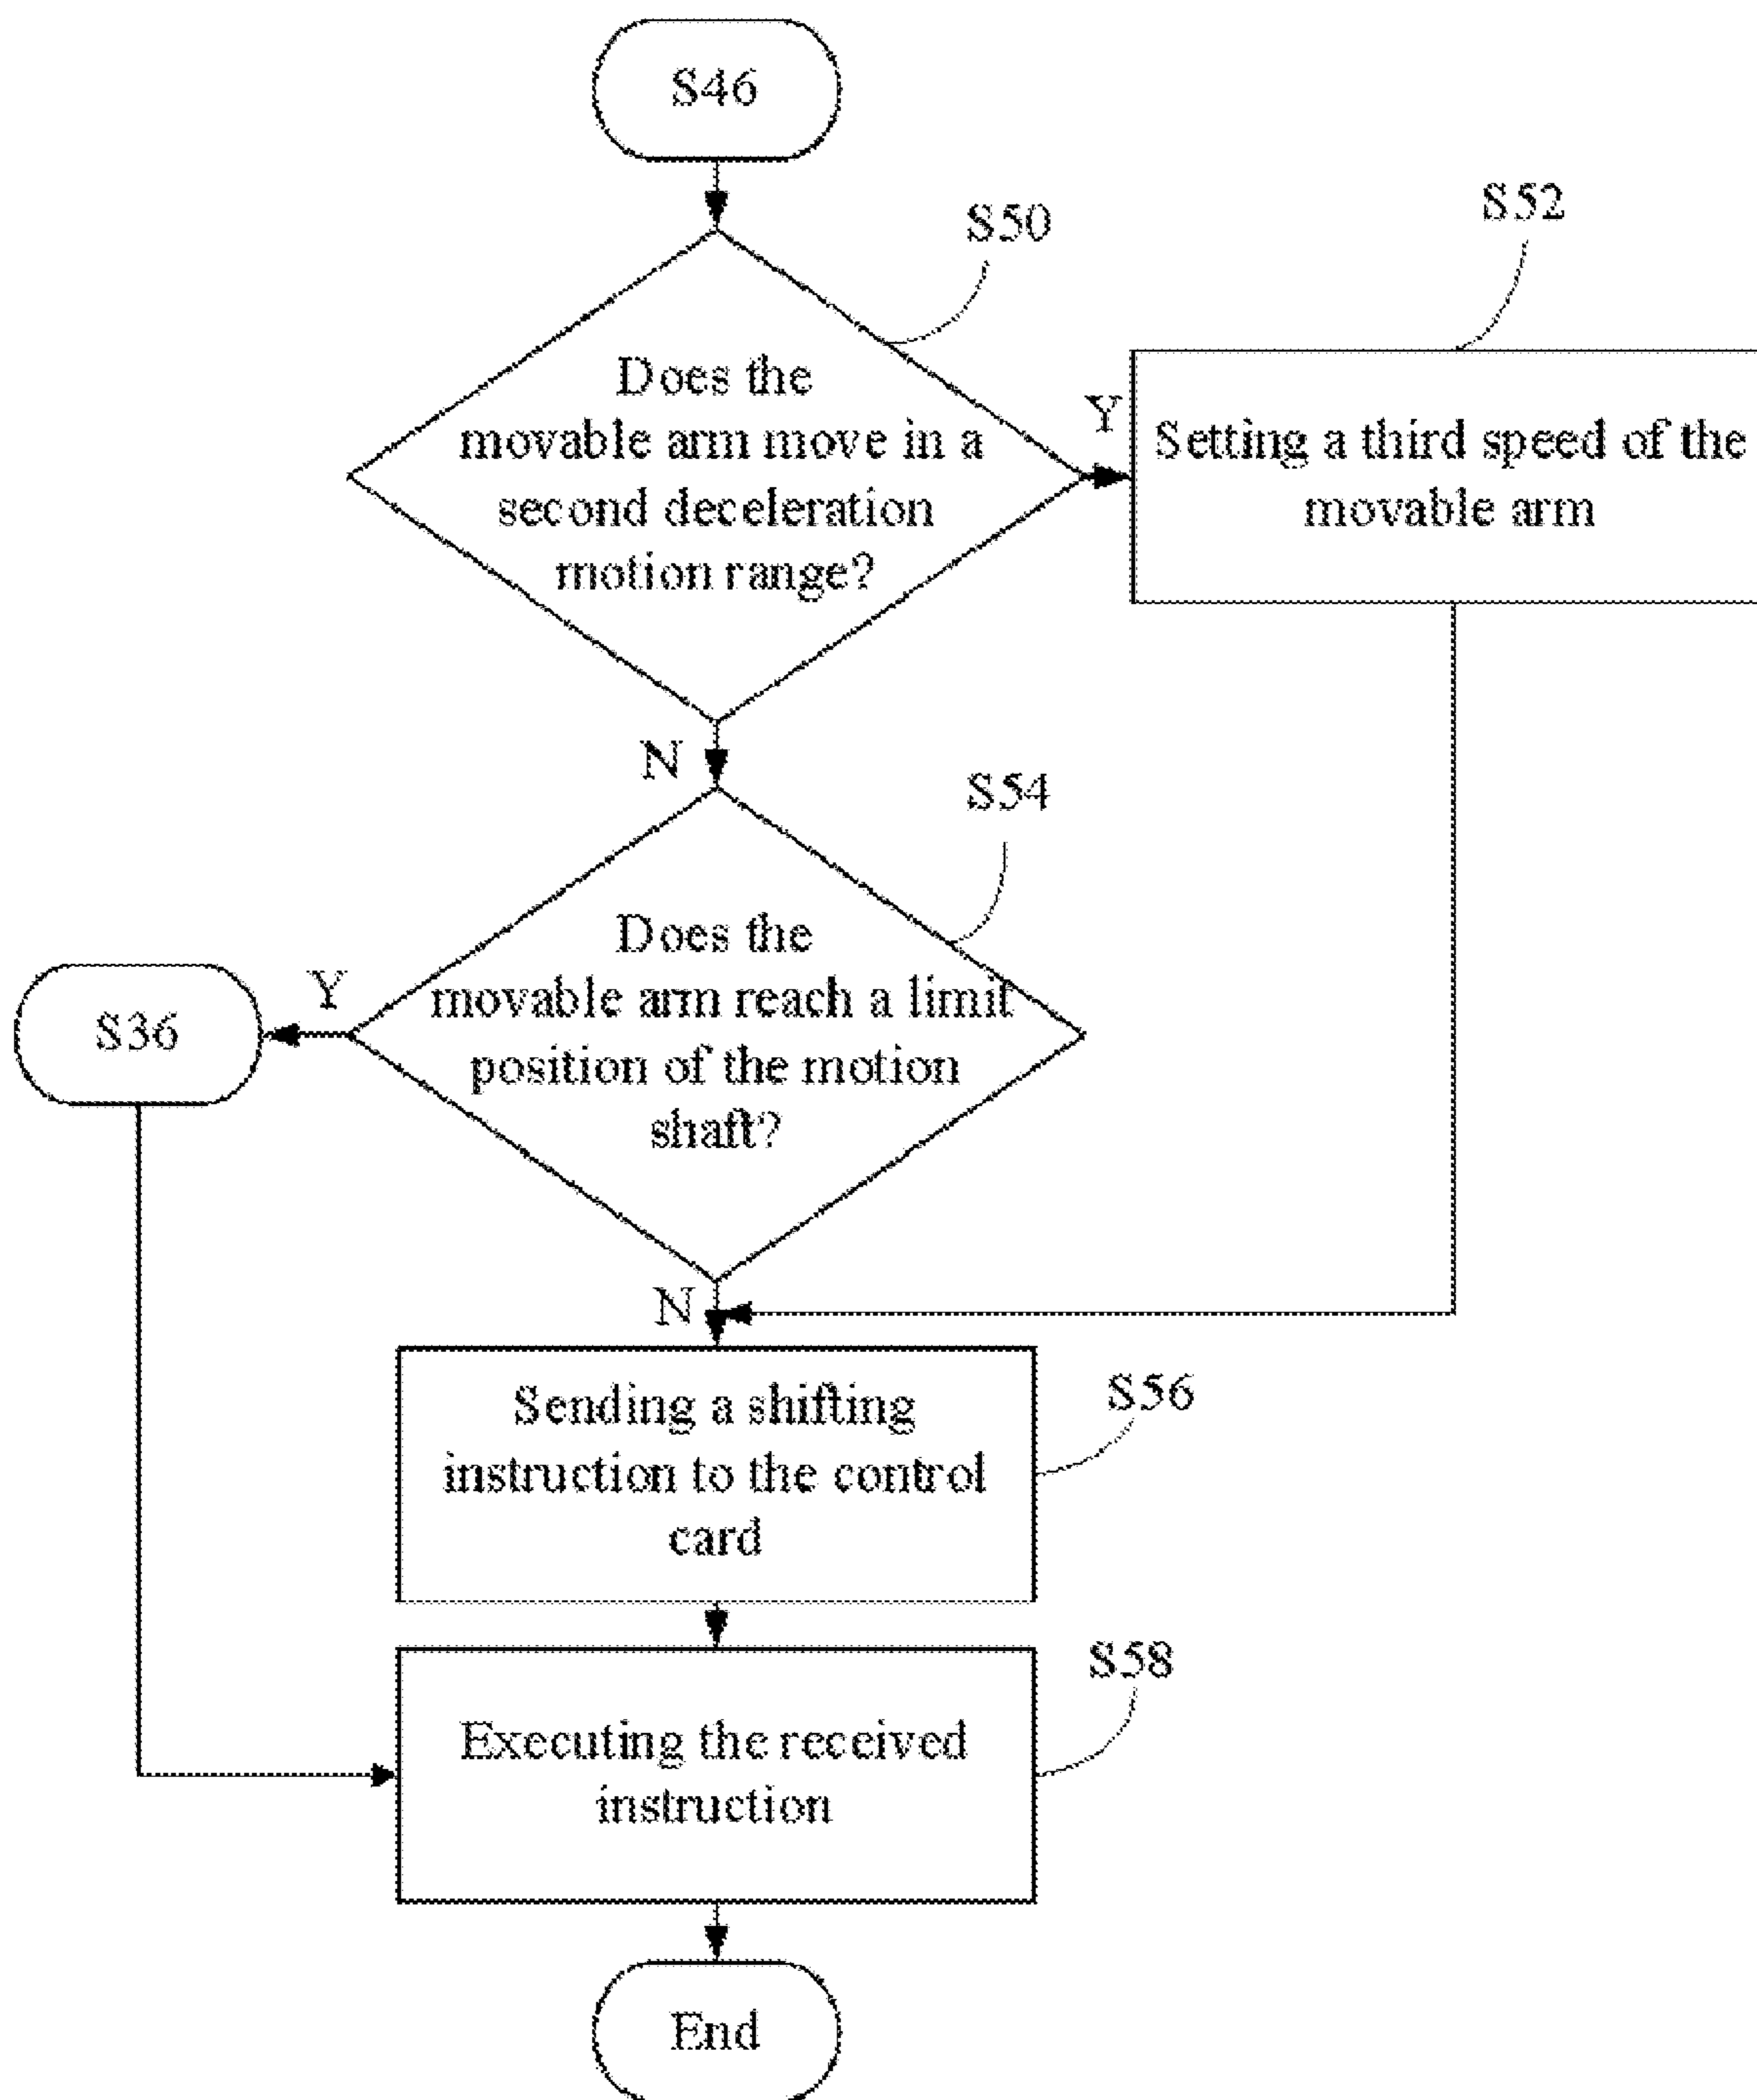 S46
S50
S52
Does the
movable arm move in a
second deceleration
motion range?
Y
Setting a third speed of the
movable arm
N
S54
Does the
movable arm reach a limit
position of the motion
shaft?
Y
S36
N
Sending a shifting
instruction to the control
card
S56
S58
Executing the received
instruction
End